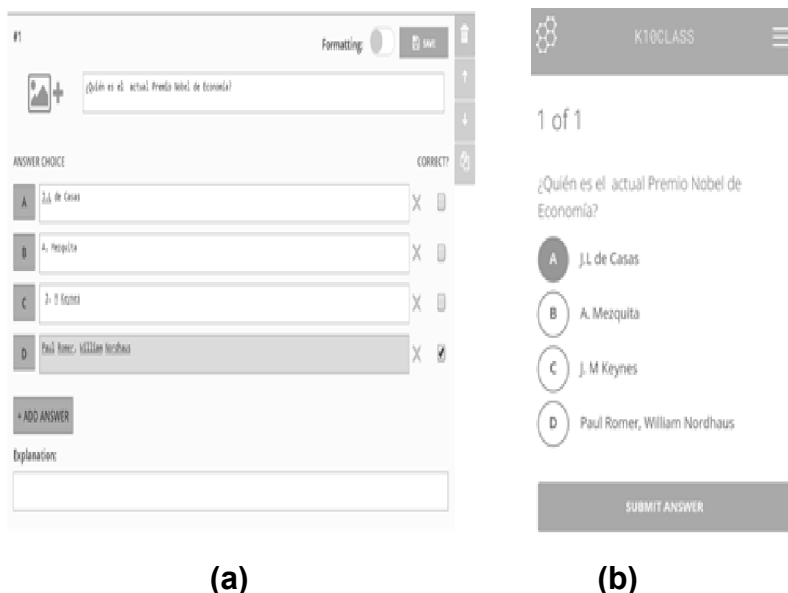 #1
Formatting: SAVE
¿Quién es el actual Premio Nobel de Economía?
ANSWER CHOICE CORRECT?
A J.L de Casas
B A. Mezquita
C J. M Keynes
D Paul Romer, William Nordhaus
+ ADD ANSWER
Explanation:
(a)
K10CLASS
1 of 1
¿Quién es el actual Premio Nobel de
Economía?
A J.L de Casas
B A. Mezquita
C J. M Keynes
D Paul Romer, William Nordhaus
SUBMIT ANSWER
(b)